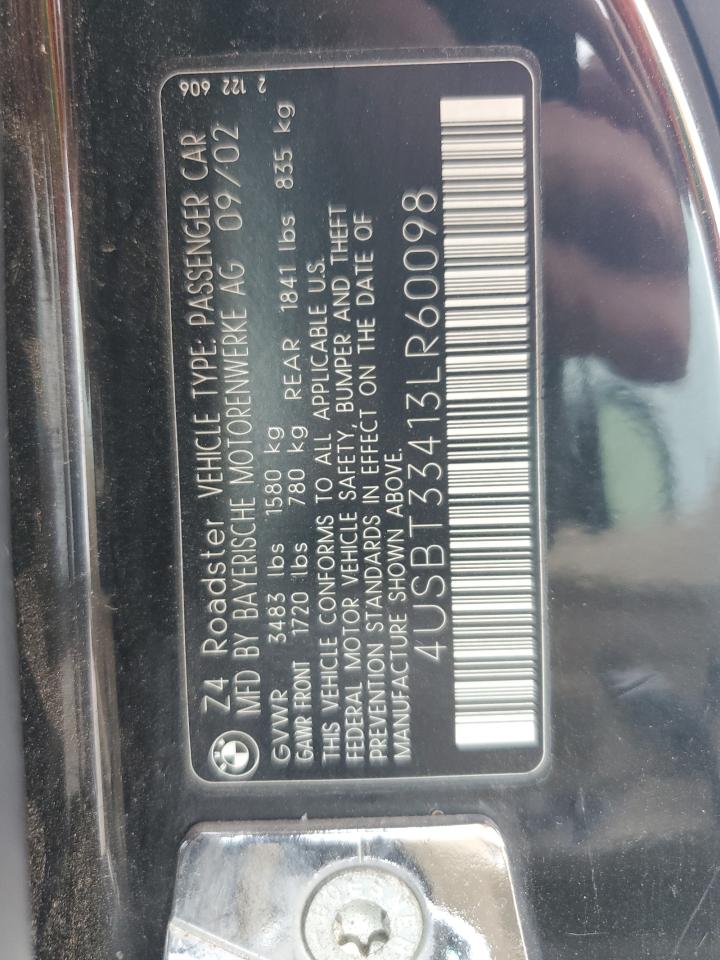 Z4 Roadster VEHICLE TYPE: PASSENGER CAR
MFD BY BAYERISCHE MOTORENWERKE AG 09/02
GVWR 3483 lbs 1580 kg
GAWR FRONT 1720 lbs 780 kg REAR 1841 lbs 835 kg
THIS VEHICLE CONFORMS TO ALL APPLICABLE U.S.
FEDERAL MOTOR VEHICLE SAFETY, BUMPER AND THEFT
PREVENTION STANDARDS IN EFFECT ON THE DATE OF
MANUFACTURE SHOWN ABOVE.
4USBT33413LR60098
2 122 606